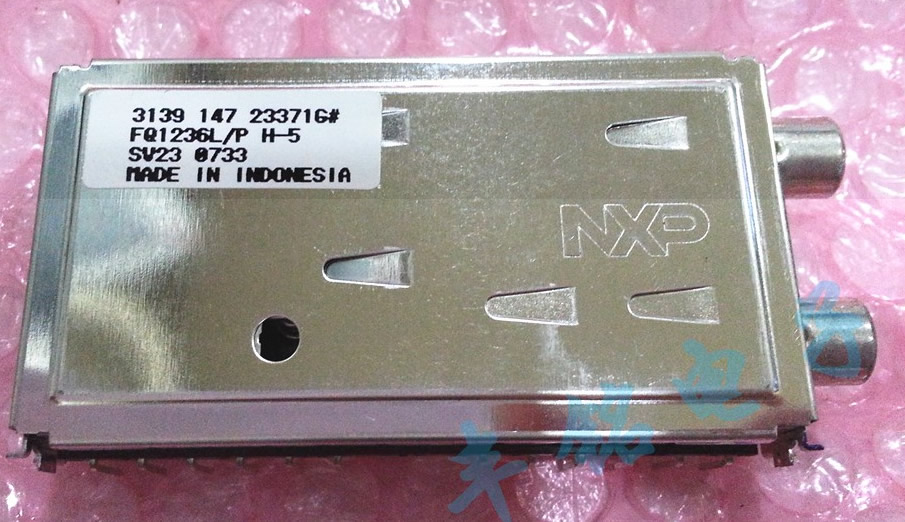 3139 147 23371G#
FQ1236L/P H-5
SV23 0733
MADE IN INDONESIA
NXP